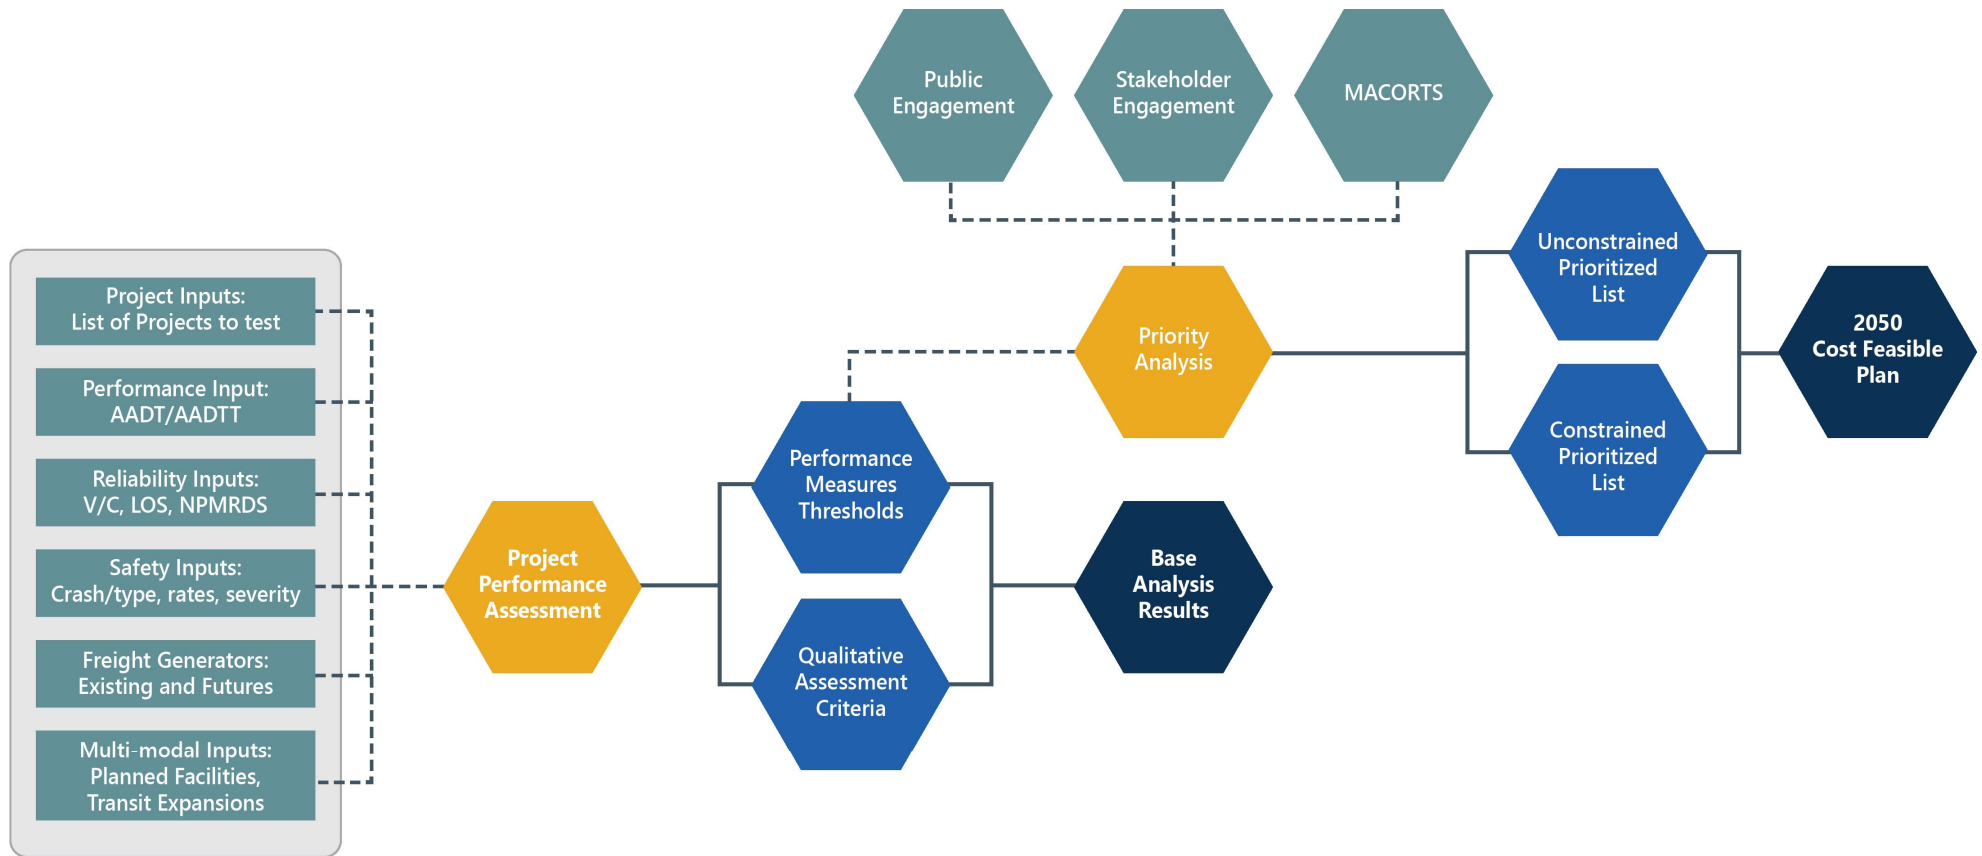 Public
Engagement
Stakeholder
Engagement
MACORTS
Project Inputs:
List of Projects to test
Performance Input:
AADT/AADTT
Reliability Inputs:
V/C, LOS, NPMRDS
Safety Inputs:
Crash/type, rates, severity
Freight Generators:
Existing and Futures
Multi-modal Inputs:
Planned Facilities,
Transit Expansions
Project
Performance
Assessment
Performance
Measures
Thresholds
Qualitative
Assessment
Criteria
Base
Analysis
Results
Priority
Analysis
Unconstrained
Prioritized
List
Constrained
Prioritized
List
2050
Cost Feasible
Plan